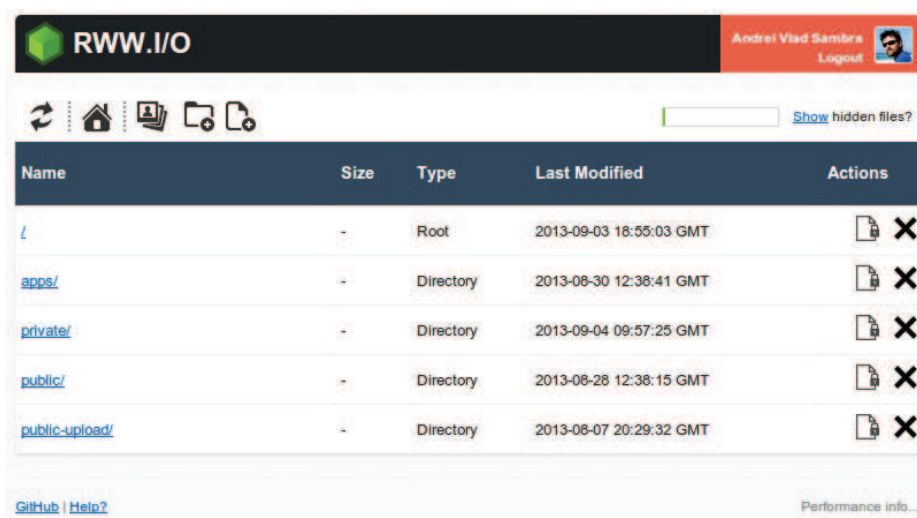 RWW.I/O
Andrei Vlad Sambra
Logout
Show hidden files?
Name Size Type Last Modified Actions
/ - Root 2013-09-03 18:55:03 GMT
apps/ - Directory 2013-08-30 12:38:41 GMT
private/ - Directory 2013-09-04 09:57:25 GMT
public/ - Directory 2013-08-28 12:38:15 GMT
public-upload/ - Directory 2013-08-07 20:29:32 GMT
GitHub | Help? Performance info...